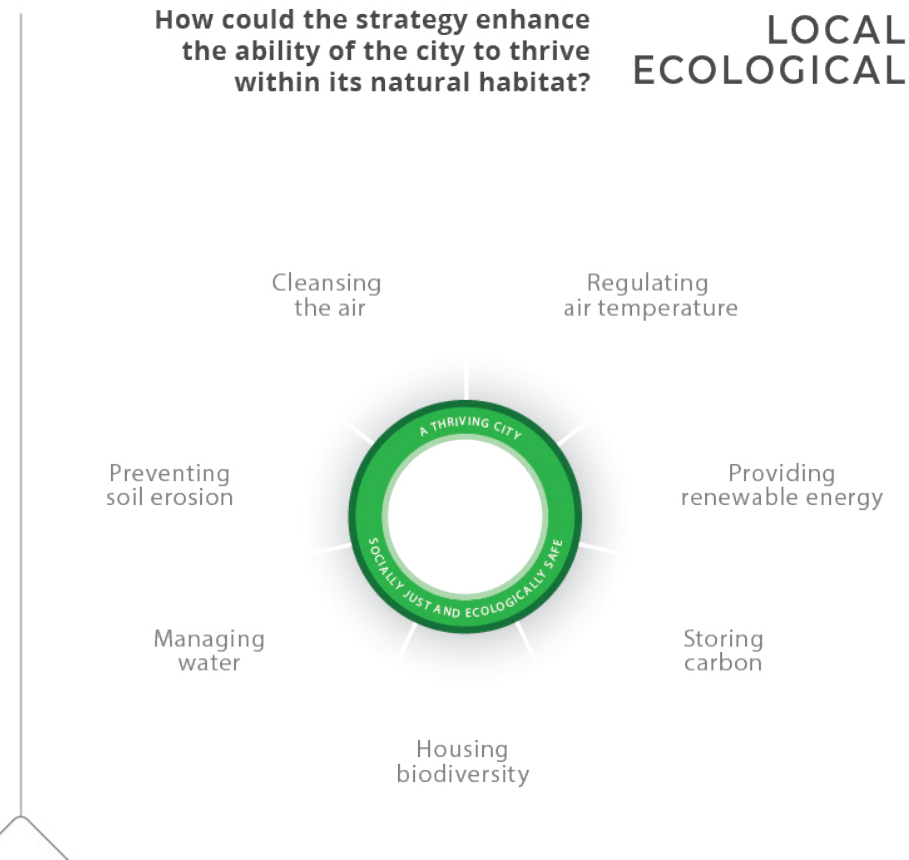 How could the strategy enhance
the ability of the city to thrive
within its natural habitat?
LOCAL
ECOLOGICAL
Cleansing
the air
Regulating
air temperature
Preventing
soil erosion
A THRIVING CITY
SOCIALLY JUST AND ECOLOGICALLY SAFE
Providing
renewable energy
Managing
water
Storing
carbon
Housing
biodiversity